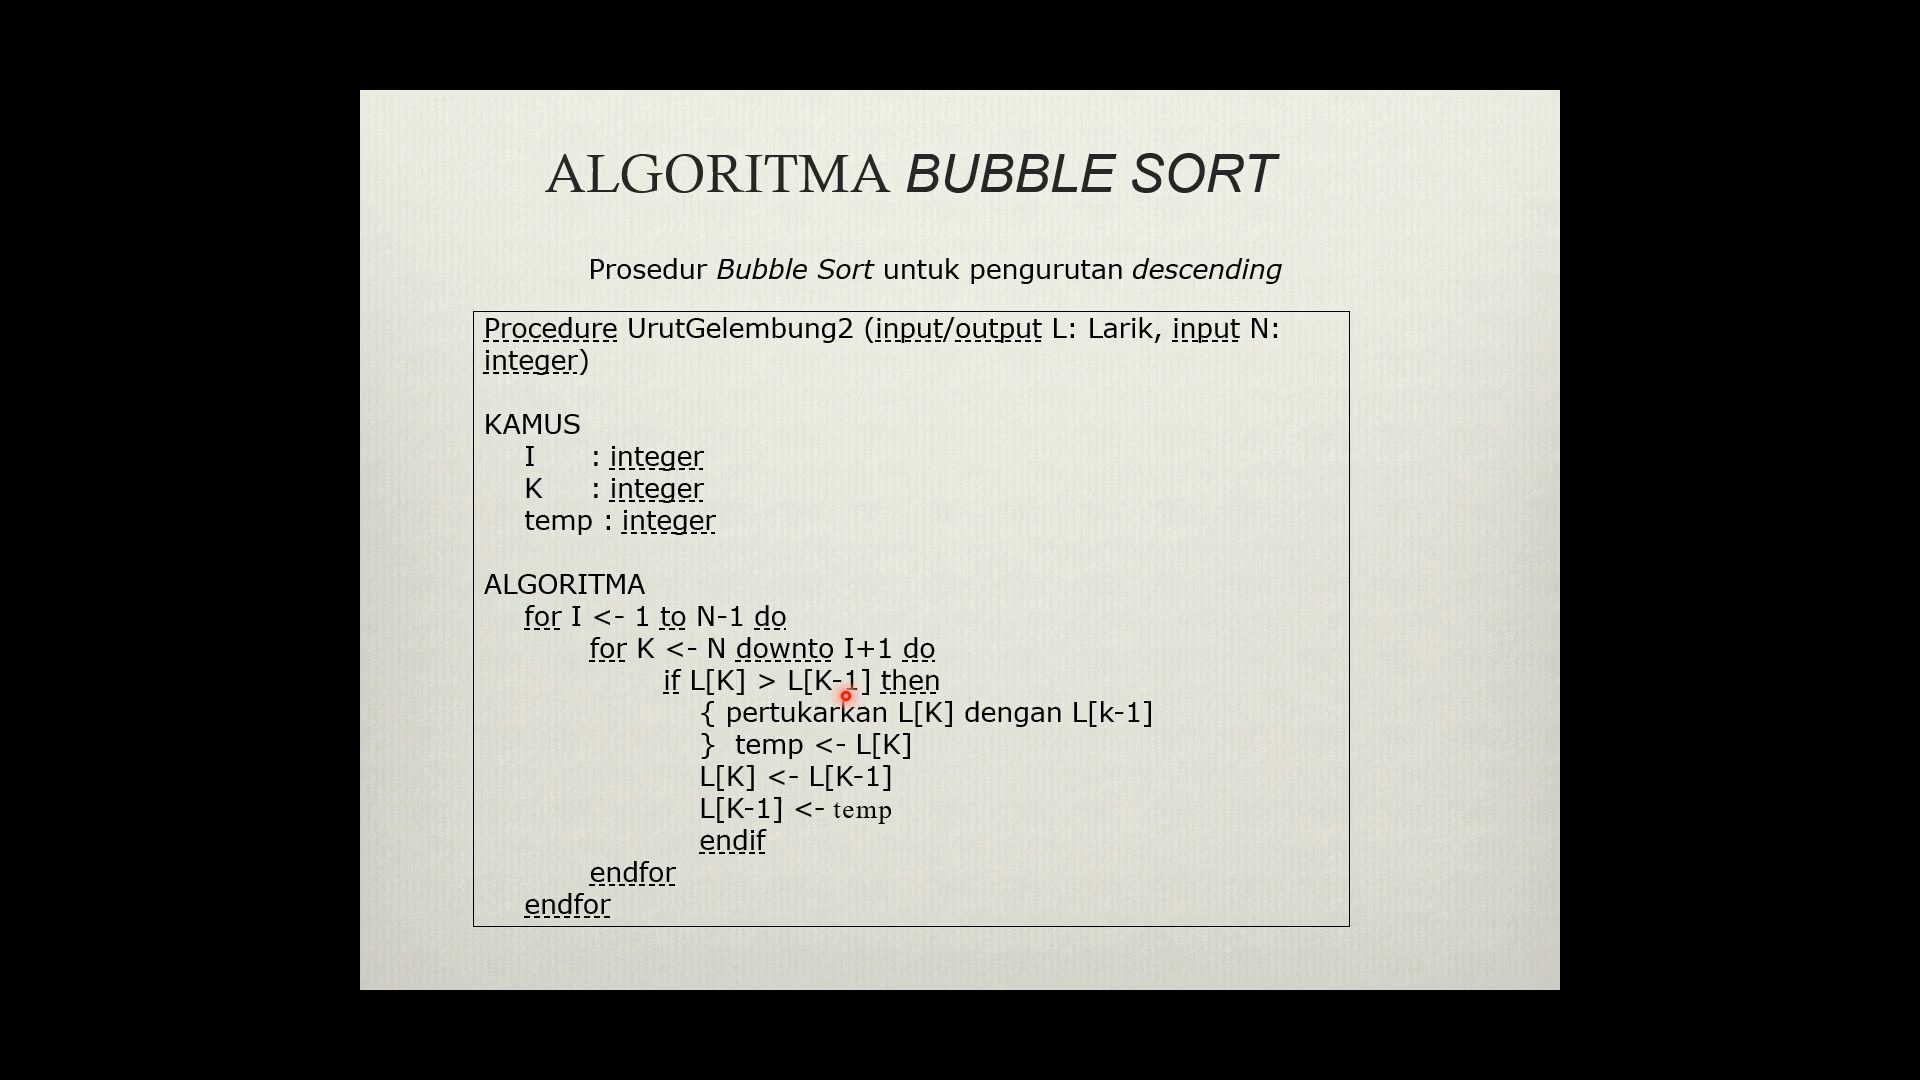 ALGORITMA BUBBLE SORT
Prosedur Bubble Sort untuk pengurutan descending
Procedure UrutGelembung2 (input/output L: Larik, input N:
integer)
KAMUS
I : integer
K : integer
temp : integer
ALGORITMA
for I <- 1 to N-1 do
for K <- N downto I+1 do
if L[K] > L[K-1] then
{ pertukarkan L[K] dengan L[k-1]
} temp <- L[K]
L[K] <- L[K-1]
L[K-1] <- temp
endif
endfor
endfor